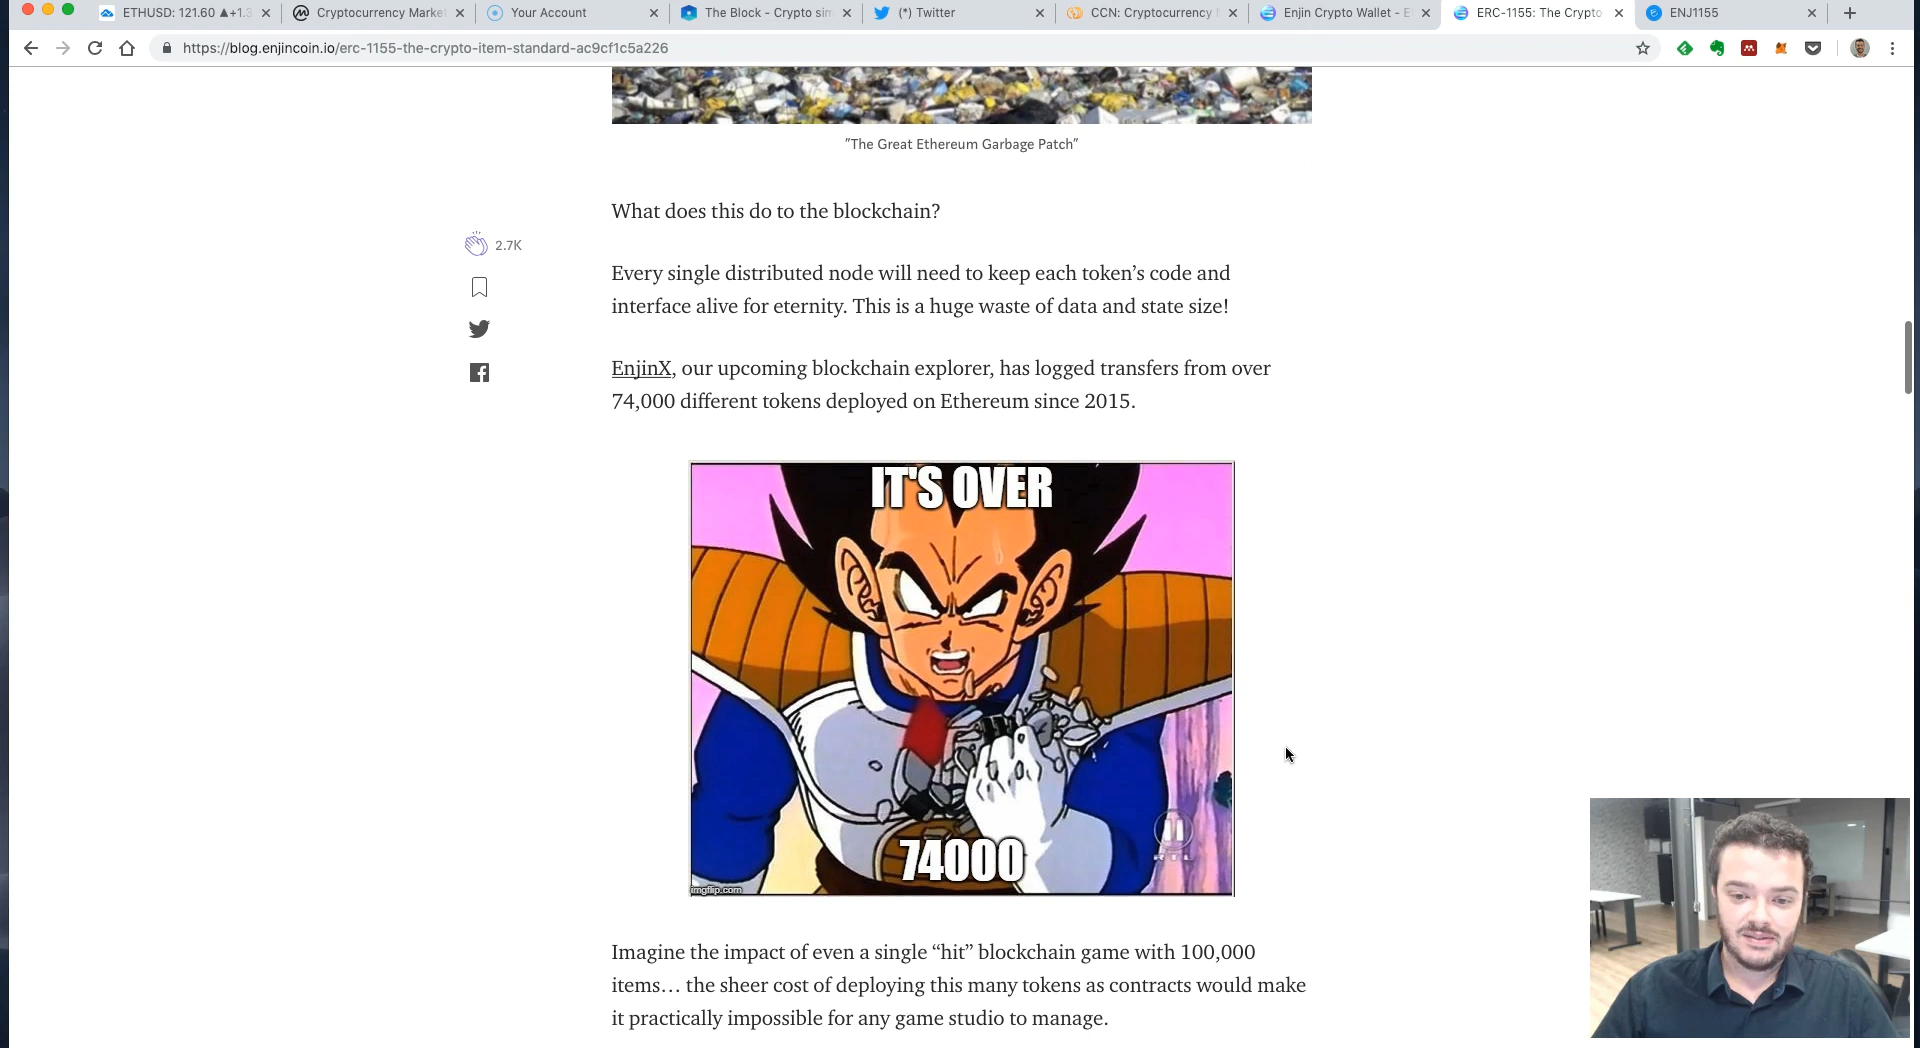 ETHUSD: 121.60 ▲+1.3
Cryptocurrency Marke
Your Account
The Block - Crypto sim
(*) Twitter
CCN: Cryptocurrency
Enjin Crypto Wallet - E
ERC-1155: The Crypto
ENJ1155
https://blog.enjincoin.io/erc-1155-the-crypto-item-standard-ac9cf1c5a226
"The Great Ethereum Garbage Patch"
What does this do to the blockchain?
2.7K
Every single distributed node will need to keep each token’s code and
interface alive for eternity. This is a huge waste of data and state size!
EnjinX, our upcoming blockchain explorer, has logged transfers from over
74,000 different tokens deployed on Ethereum since 2015.
IT'S OVER
74000
RTL
imgflip.com
Imagine the impact of even a single “hit” blockchain game with 100,000
items… the sheer cost of deploying this many tokens as contracts would make
it practically impossible for any game studio to manage.